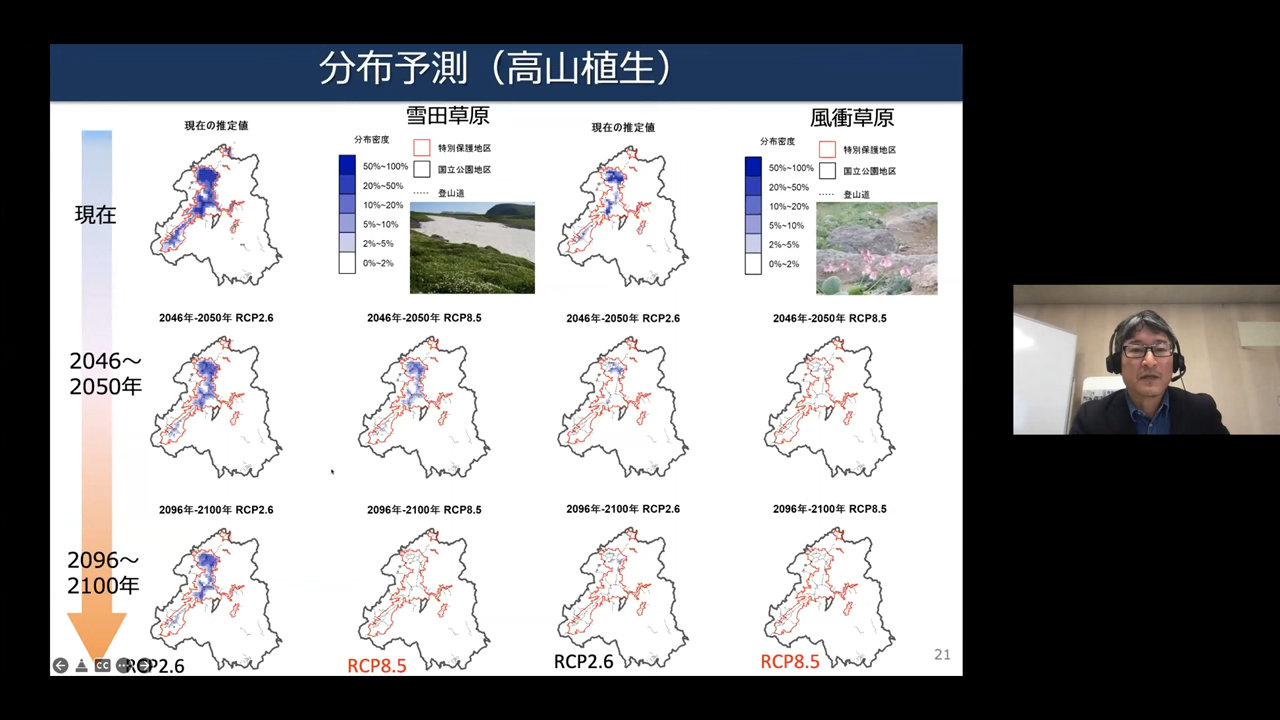 分布予測（高山植生）
雪田草原
風衝草原
現在の推定値
分布密度
50%~100%
20%~50%
10%~20%
5%~10%
2%~5%
0%~2%
特別保護地区
国立公園地区
登山道
現在の推定値
分布密度
50%~100%
20%~50%
10%~20%
5%~10%
2%~5%
0%~2%
特別保護地区
国立公園地区
登山道
現在
2046年-2050年 RCP2.6
2046年-2050年 RCP8.5
2046年-2050年 RCP2.6
2046年-2050年 RCP8.5
2046～
2050年
2096年-2100年 RCP2.6
2096年-2100年 RCP8.5
2096年-2100年 RCP2.6
2096年-2100年 RCP8.5
2096～
2100年
RCP2.6
RCP8.5
RCP2.6
RCP8.5
21
CC